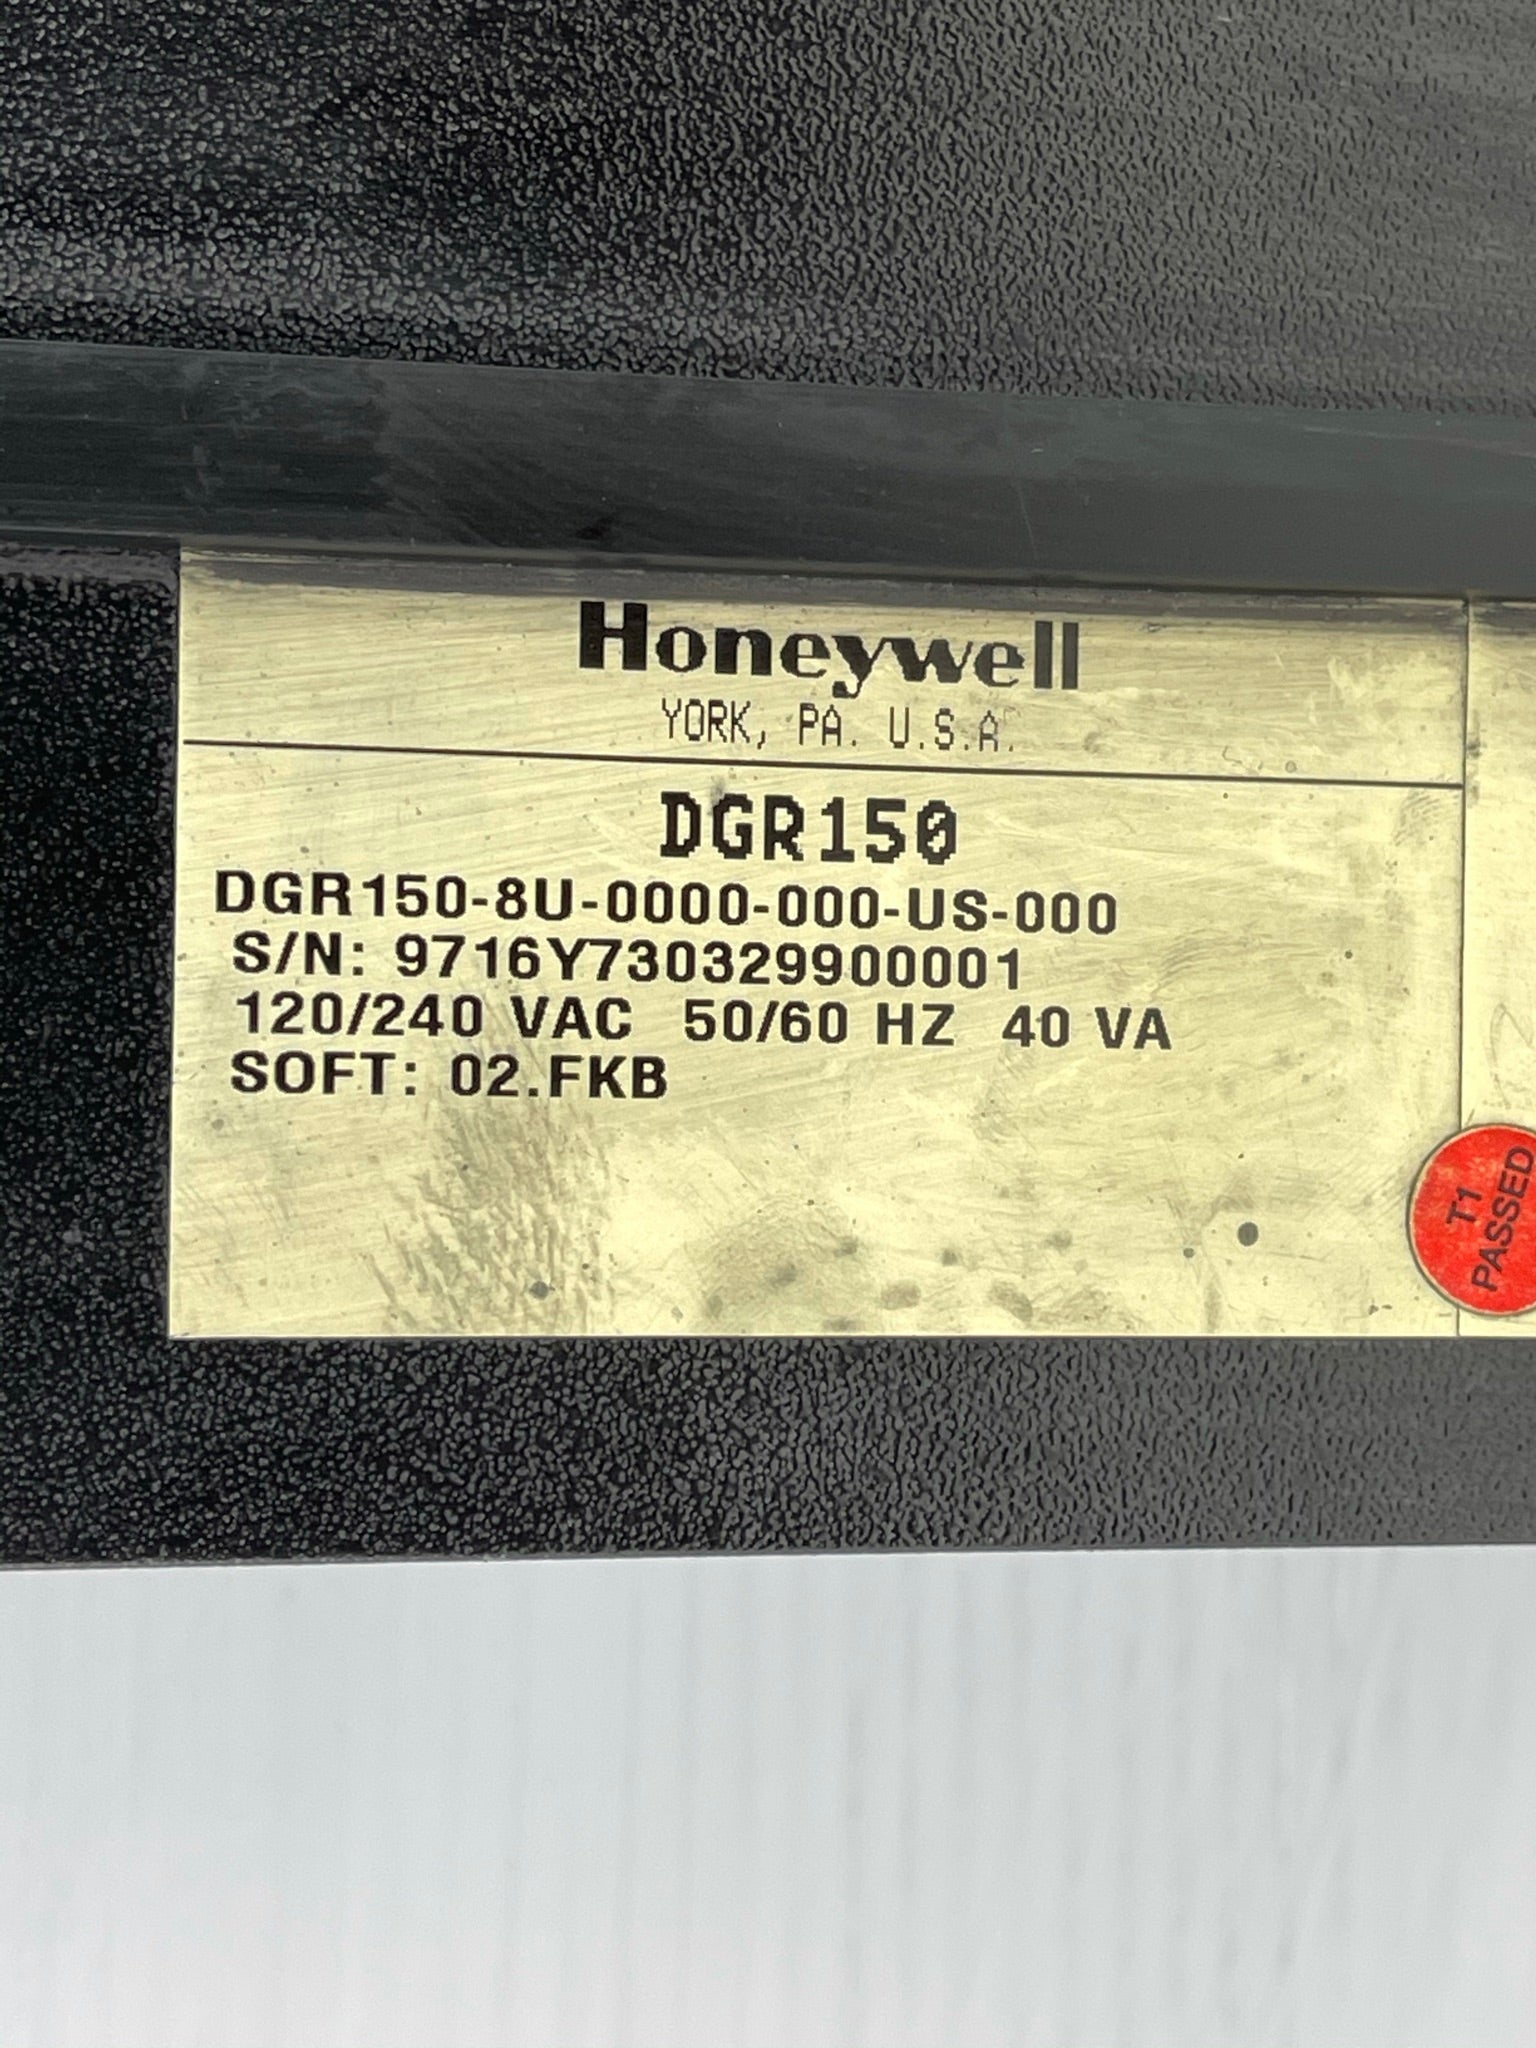 Honeywell
YORK, PA. U.S.A.
DGR150
DGR150-8U-0000-000-US-000
S/N: 9716Y730329900001
120/240 VAC 50/60 HZ 40 VA
SOFT: 02.FKB
T1
PASSED